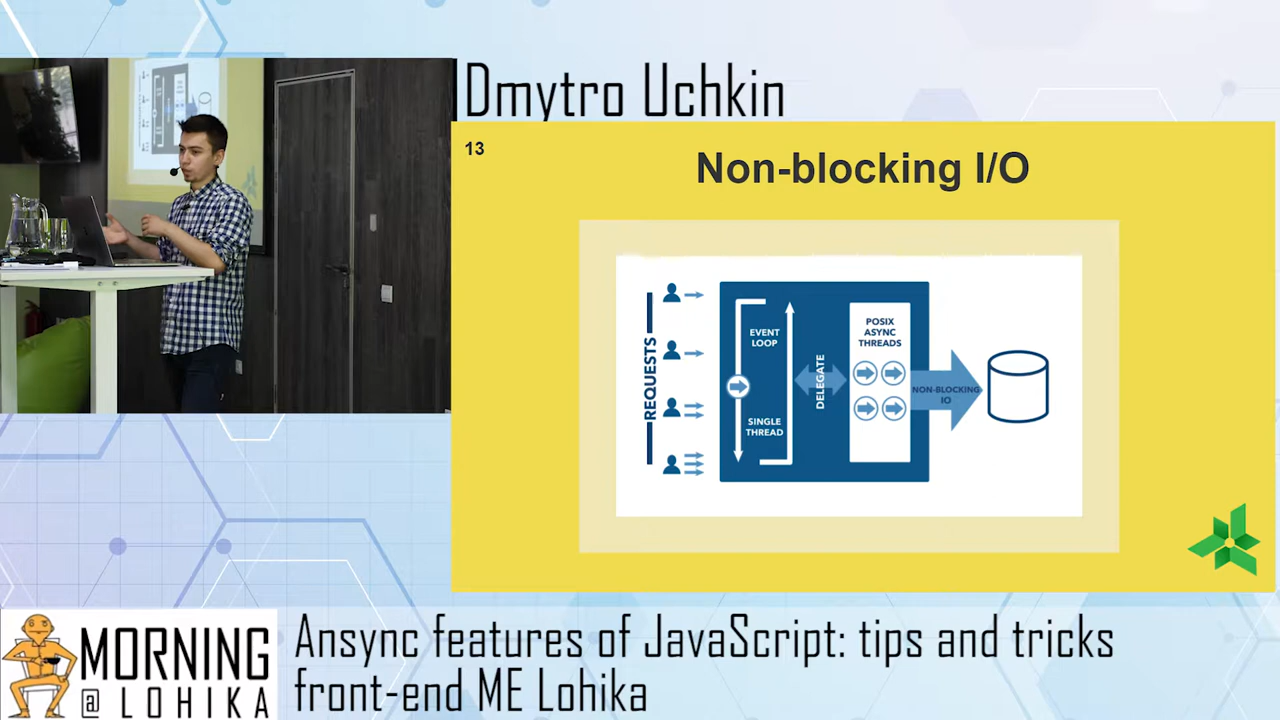 Dmytro Uchkin
13
Non-blocking I/O
REQUESTS
EVENT
LOOP
SINGLE
THREAD
DELEGATE
POSIX
ASYNC
THREADS
NON-BLOCKING
IO
MORNING
@ LOHIKA
Ansync features of JavaScript: tips and tricks
front-end ME Lohika